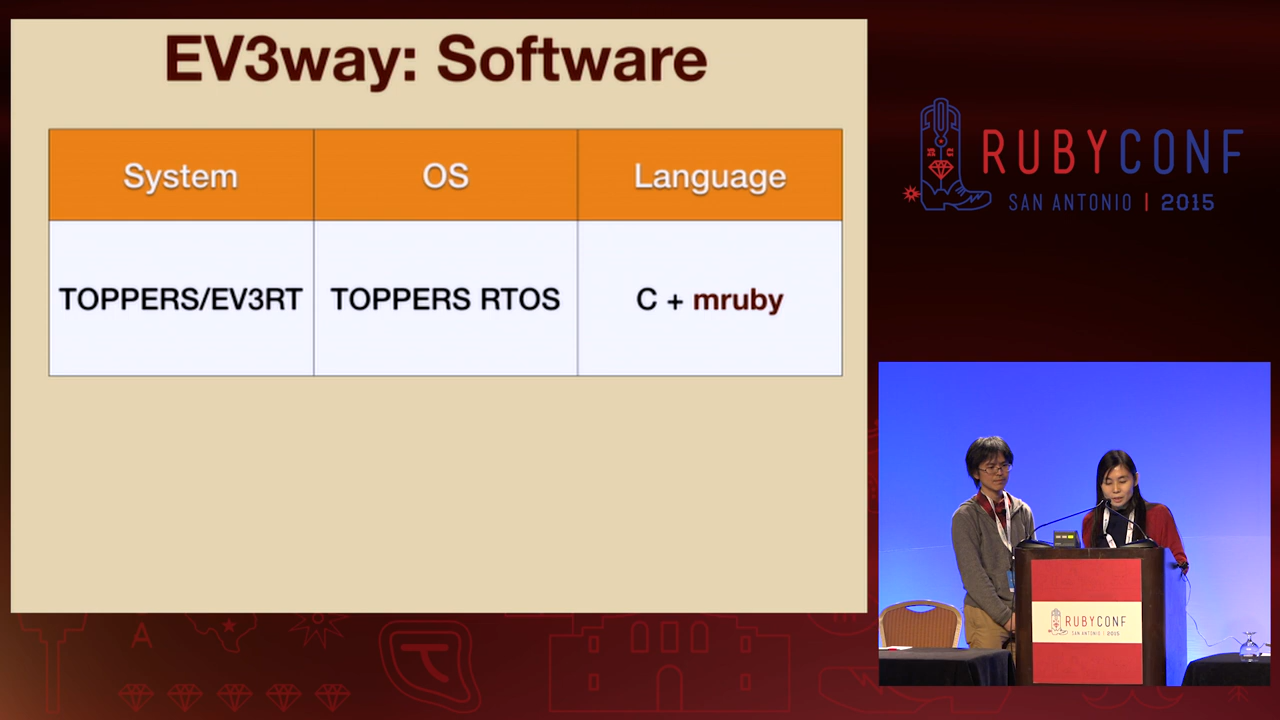 EV3way: Software
System
OS
Language
TOPPERS/EV3RT
TOPPERS RTOS
C + mruby
RUBYCONF
SAN ANTONIO | 2015
RUBYCONF
SAN ANTONIO | 2015